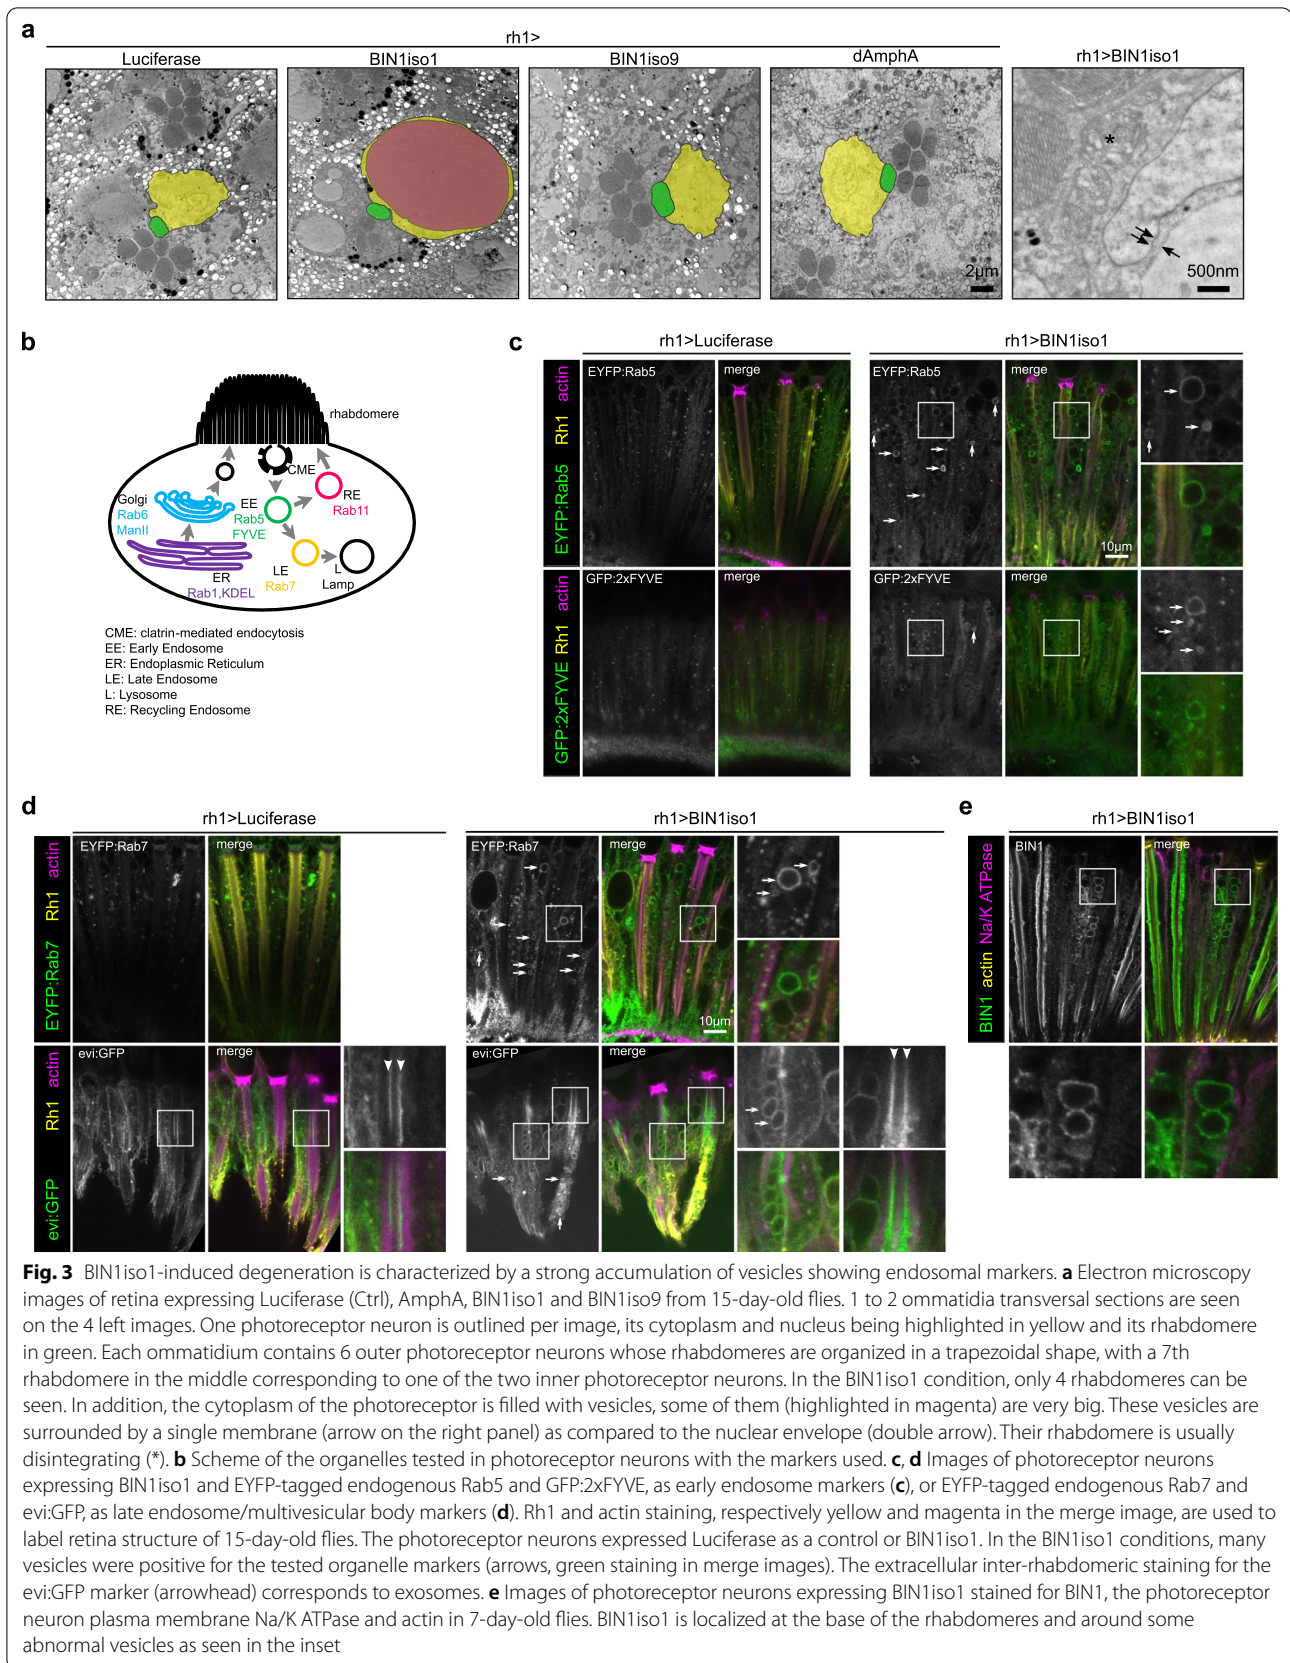 a
rh1>
Luciferase
BIN1iso1
BIN1iso9
dAmphA
rh1>BIN1iso1
*
2µm
500nm
b
rhabdomere
CME
Golgi
Rab6
ManII
EE
Rab5
FYVE
RE
Rab11
ER
Rab1,KDEL
LE
Rab7
L
Lamp
CME: clatrin-mediated endocytosis
EE: Early Endosome
ER: Endoplasmic Reticulum
LE: Late Endosome
L: Lysosome
RE: Recycling Endosome
c
rh1>Luciferase
rh1>BIN1iso1
EYFP:Rab5 Rh1 actin
EYFP:Rab5
merge
EYFP:Rab5
merge
10µm
GFP:2xFYVE Rh1 actin
GFP:2xFYVE
merge
GFP:2xFYVE
merge
d
rh1>Luciferase
rh1>BIN1iso1
EYFP:Rab7 Rh1 actin
EYFP:Rab7
merge
EYFP:Rab7
merge
10µm
evi:GFP Rh1 actin
evi:GFP
merge
evi:GFP
merge
e
rh1>BIN1iso1
BIN1 actin Na/K ATPase
BIN1
merge
Fig. 3 BIN1iso1-induced degeneration is characterized by a strong accumulation of vesicles showing endosomal markers. a Electron microscopy
images of retina expressing Luciferase (Ctrl), AmphA, BIN1iso1 and BIN1iso9 from 15-day-old flies. 1 to 2 ommatidia transversal sections are seen
on the 4 left images. One photoreceptor neuron is outlined per image, its cytoplasm and nucleus being highlighted in yellow and its rhabdomere
in green. Each ommatidium contains 6 outer photoreceptor neurons whose rhabdomeres are organized in a trapezoidal shape, with a 7th
rhabdomere in the middle corresponding to one of the two inner photoreceptor neurons. In the BIN1iso1 condition, only 4 rhabdomeres can be
seen. In addition, the cytoplasm of the photoreceptor is filled with vesicles, some of them (highlighted in magenta) are very big. These vesicles are
surrounded by a single membrane (arrow on the right panel) as compared to the nuclear envelope (double arrow). Their rhabdomere is usually
disintegrating (*). b Scheme of the organelles tested in photoreceptor neurons with the markers used. c, d Images of photoreceptor neurons
expressing BIN1iso1 and EYFP-tagged endogenous Rab5 and GFP:2xFYVE, as early endosome markers (c), or EYFP-tagged endogenous Rab7 and
evi:GFP, as late endosome/multivesicular body markers (d). Rh1 and actin staining, respectively yellow and magenta in the merge image, are used to
label retina structure of 15-day-old flies. The photoreceptor neurons expressed Luciferase as a control or BIN1iso1. In the BIN1iso1 conditions, many
vesicles were positive for the tested organelle markers (arrows, green staining in merge images). The extracellular inter-rhabdomeric staining for the
evi:GFP marker (arrowhead) corresponds to exosomes. e Images of photoreceptor neurons expressing BIN1iso1 stained for BIN1, the photoreceptor
neuron plasma membrane Na/K ATPase and actin in 7-day-old flies. BIN1iso1 is localized at the base of the rhabdomeres and around some
abnormal vesicles as seen in the inset